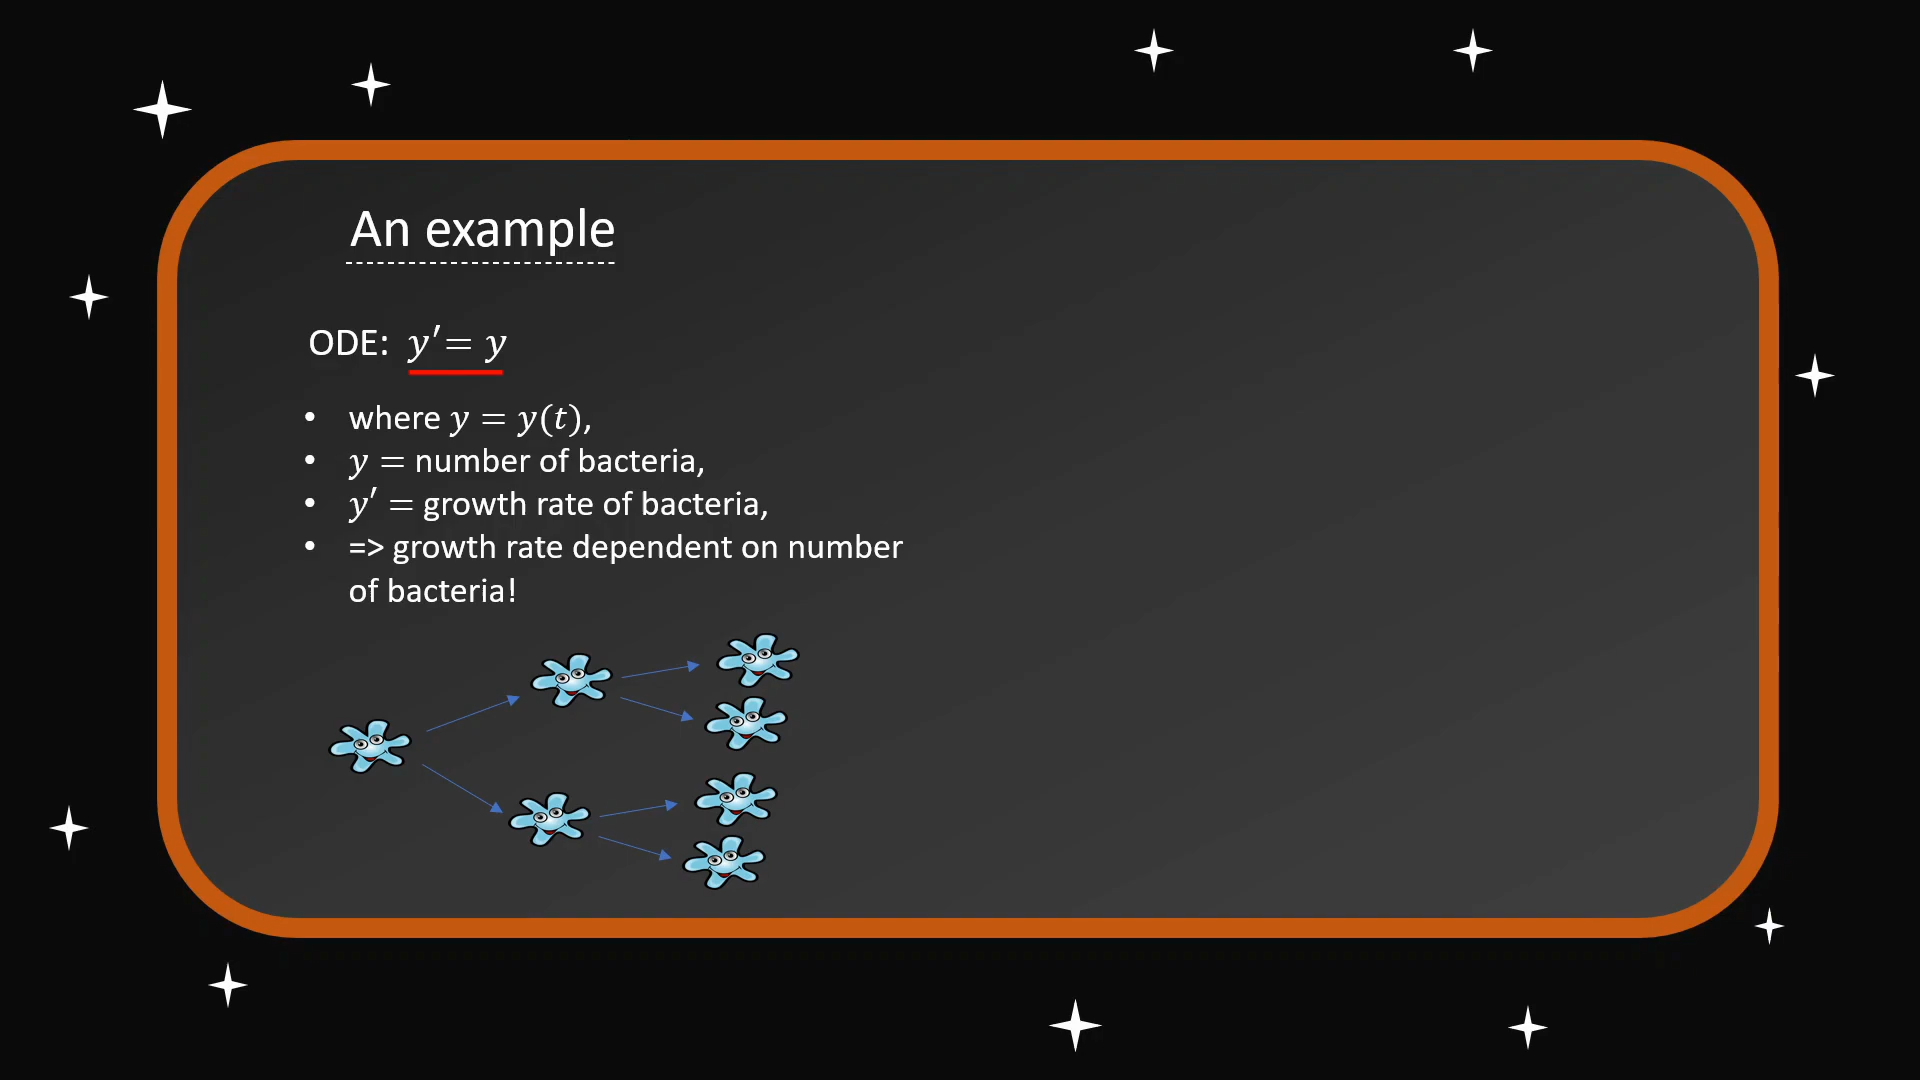 An example
ODE: y′= y
• where y = y(t),
• y = number of bacteria,
• y′ = growth rate of bacteria,
• => growth rate dependent on number
of bacteria!